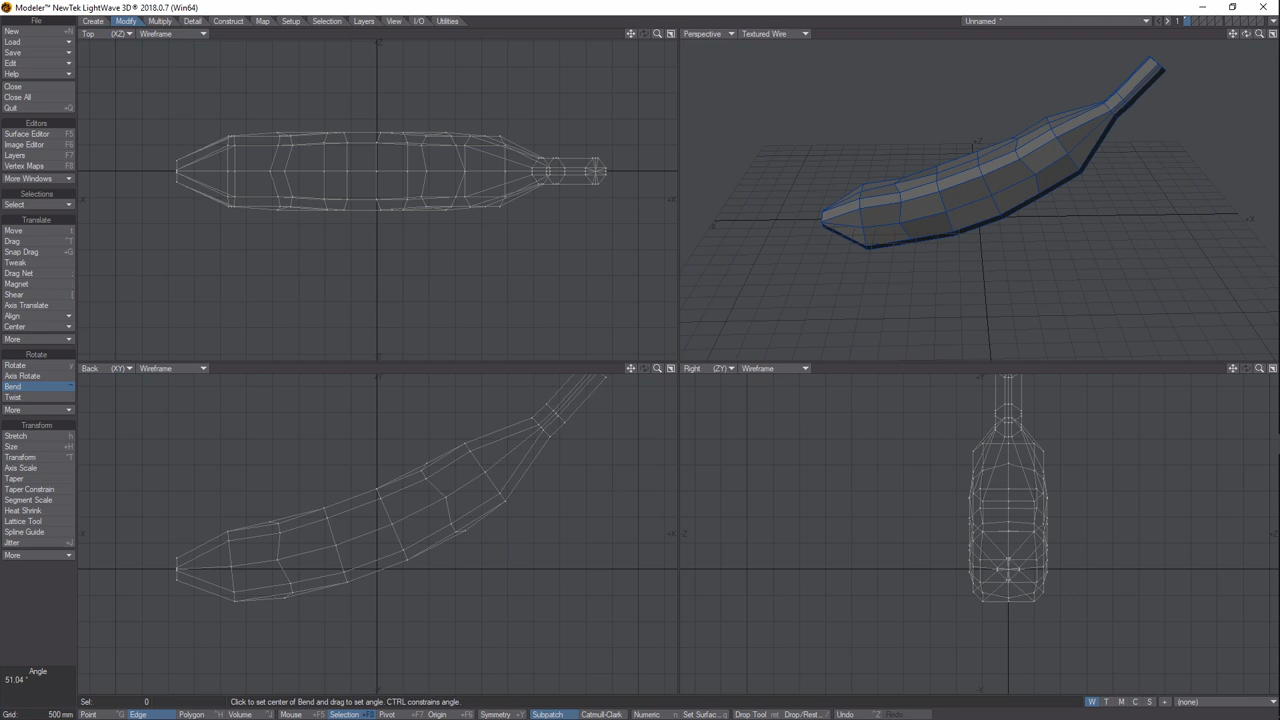 Modeler™ NewTek LightWave 3D® 2018.0.7 (Win64)
File
Create Modify Multiply Detail Construct Map Setup Selection Layers View I/O Utilities
Unnamed * 1
New +N
Load
Save
Edit
Help
Close
Close All
Quit +Q
Editors
Surface Editor F5
Image Editor F6
Layers F7
Vertex Maps F8
More Windows
Selections
Select
Translate
Move t
Drag ^T
Snap Drag +G
Tweak
Drag Net ;
Magnet :
Shear [
Axis Translate
Align
Center
More
Rotate
Rotate y
Axis Rotate
Bend ~
Twist
More
Transform
Stretch h
Size +H
Transform ^T
Axis Scale
Taper
Taper Constrain
Segment Scale
Heat Shrink
Lattice Tool
Spline Guide
Jitter +J
More
Angle
51.04 °
Grid: 500 mm
Top (XZ) Wireframe
Perspective Textured Wire
Back (XY) Wireframe
Right (ZY) Wireframe
Sel: 0 Click to set center of Bend and drag to set angle. CTRL constrains angle.
W T M C S + (none)
Point ^G Edge Polygon ^H Volume ^J Mouse +F5 Selection +F8 Pivot +F7 Origin +F6 Symmetry +Y Subpatch Catmull-Clark Numeric n Set Surfac... Drop Tool Drop/Rest... Undo ^Z Redo